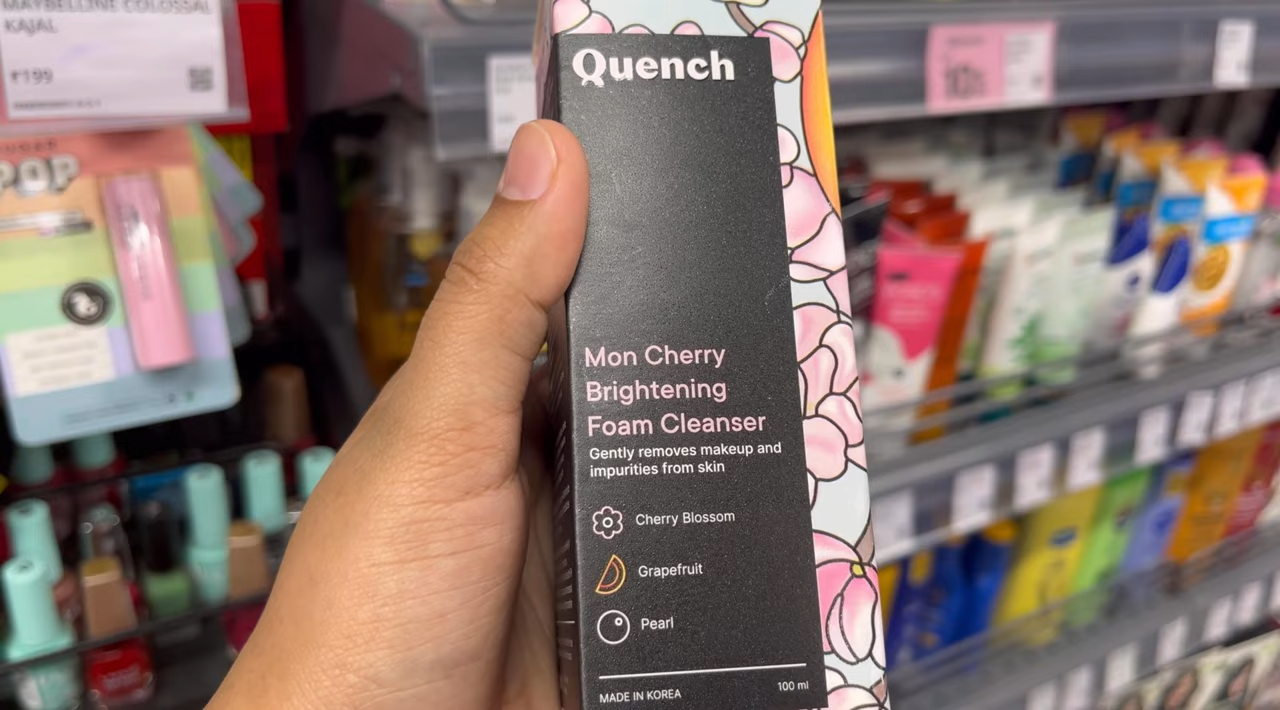 MAYBELLINE COLOSSAL
KAJAL
₹199
POP
Quench
Mon Cherry
Brightening
Foam Cleanser
Gently removes makeup and
impurities from skin
Cherry Blossom
Grapefruit
Pearl
MADE IN KOREA
100 ml